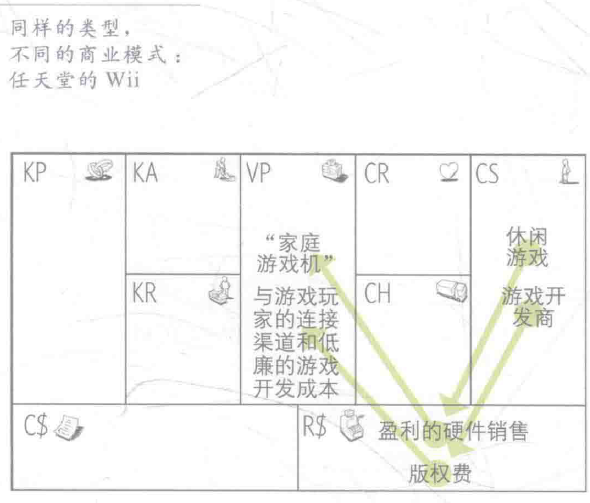 同样的类型，
不同的商业模式：
任天堂的 Wii
KP
KA
VP
CR
CS
“家庭
游戏机”
休闲
游戏
KR
与游戏玩
家的连接
渠道和低
廉的游戏
开发成本
CH
游戏开
发商
C$
R$
盈利的硬件销售
版权费